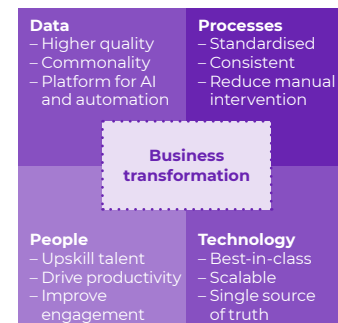 Data
– Higher quality
– Commonality
– Platform for AI
and automation
Processes
– Standardised
– Consistent
– Reduce manual
intervention
Business
transformation
People
– Upskill talent
– Drive productivity
– Improve
engagement
Technology
– Best-in-class
– Scalable
– Single source
of truth